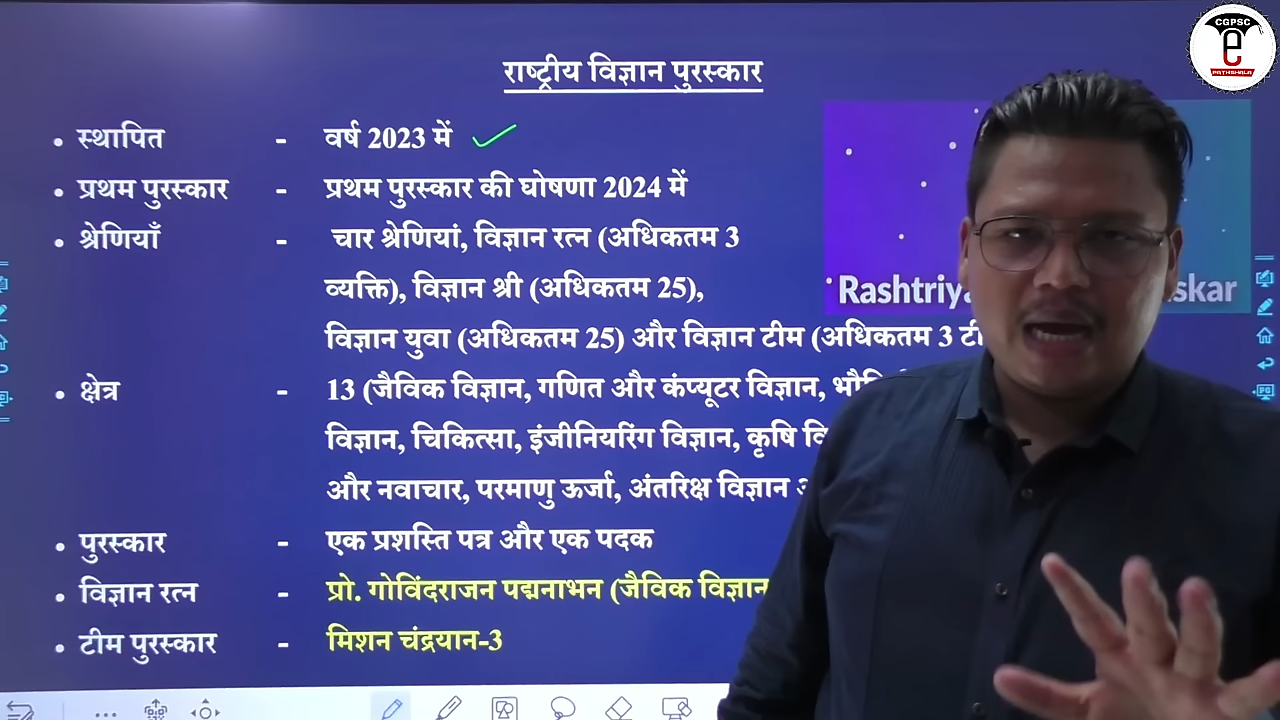 CGPSC
e
PATHSHALA
राष्ट्रीय विज्ञान पुरस्कार
• स्थापित - वर्ष 2023 में
• प्रथम पुरस्कार - प्रथम पुरस्कार की घोषणा 2024 में
• श्रेणियाँ - चार श्रेणियां, विज्ञान रत्न (अधिकतम 3
व्यक्ति), विज्ञान श्री (अधिकतम 25),
विज्ञान युवा (अधिकतम 25) और विज्ञान टीम (अधिकतम 3
• क्षेत्र - 13 (जैविक विज्ञान, गणित और कंप्यूटर विज्ञान,
विज्ञान, चिकित्सा, इंजीनियरिंग विज्ञान, कृषि
और नवाचार, परमाणु ऊर्जा, अंतरिक्ष विज्ञान
• पुरस्कार - एक प्रशस्ति पत्र और एक पदक
• विज्ञान रत्न - प्रो. गोविंदराजन पद्मनाभन (जैविक विज्ञान
• टीम पुरस्कार - मिशन चंद्रयान-3